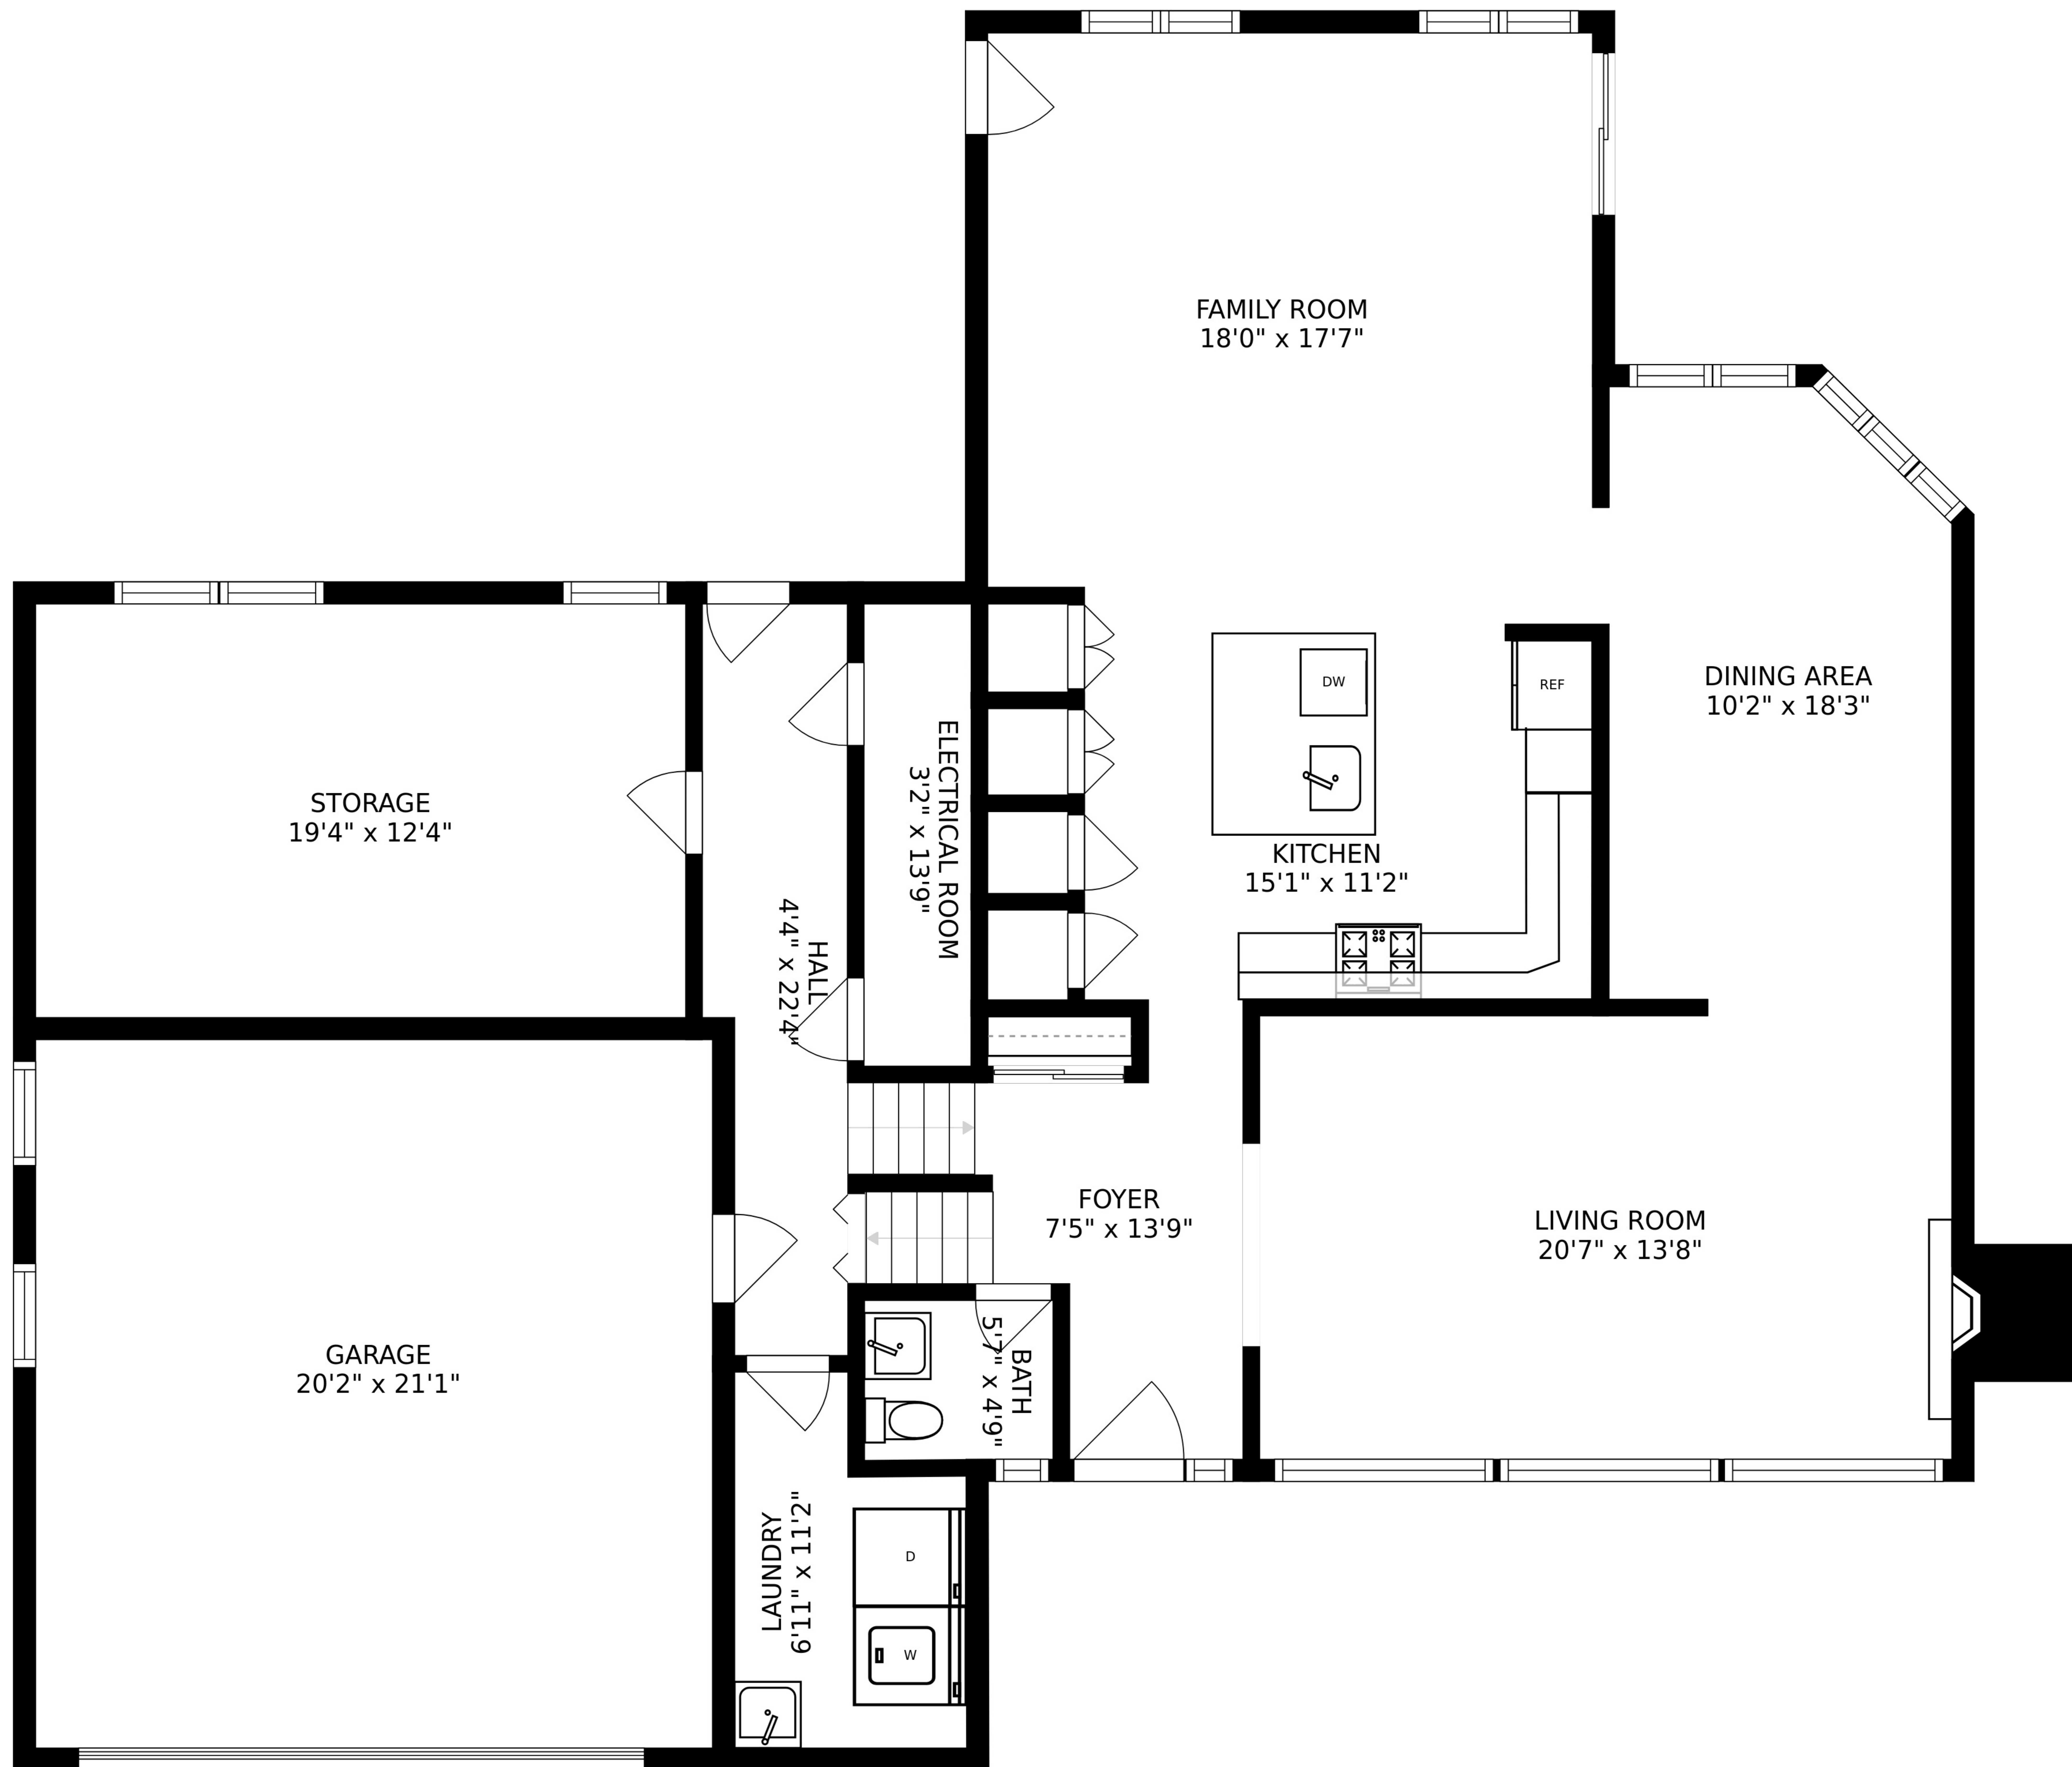 FAMILY ROOM
18'0" x 17'7"
DINING AREA
10'2" x 18'3"
DW
REF
STORAGE
19'4" x 12'4"
ELECTRICAL ROOM
3'2" x 13'9"
KITCHEN
15'1" x 11'2"
HALL
4'4" x 22'4"
FOYER
7'5" x 13'9"
LIVING ROOM
20'7" x 13'8"
GARAGE
20'2" x 21'1"
BATH
5'7" x 4'9"
LAUNDRY
6'11" x 11'2"
D
W